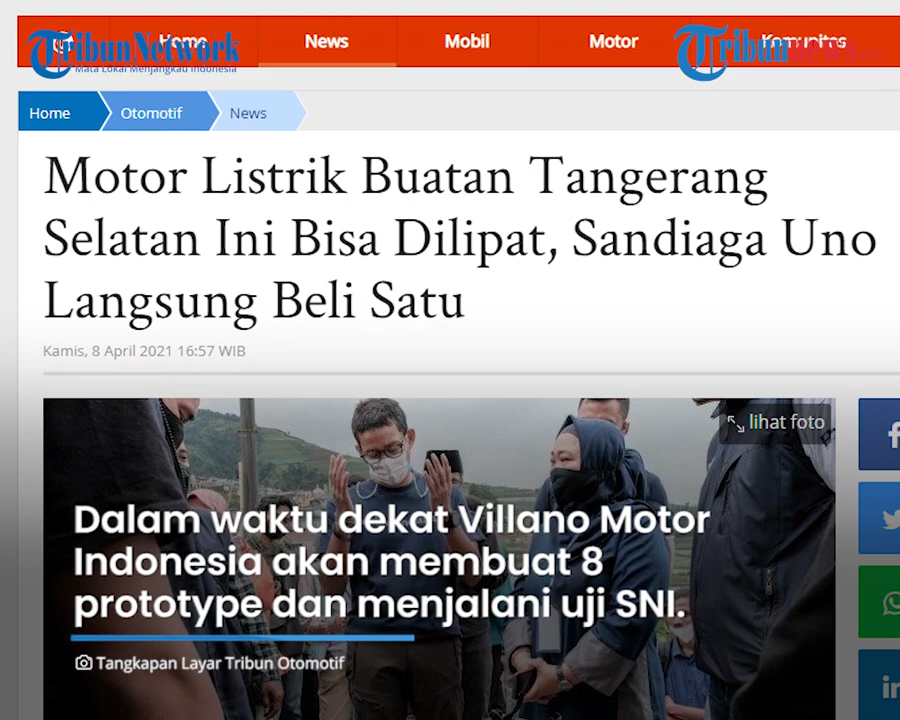 Home
News
Mobil
Motor
Komunitas
TribunNetwork
Mata Lokal Menjangkau Indonesia
Tribun
Home
Otomotif
News
Motor Listrik Buatan Tangerang
Selatan Ini Bisa Dilipat, Sandiaga Uno
Langsung Beli Satu
Kamis, 8 April 2021 16:57 WIB
lihat foto
Dalam waktu dekat Villano Motor
Indonesia akan membuat 8
prototype dan menjalani uji SNI.
Tangkapan Layar Tribun Otomotif